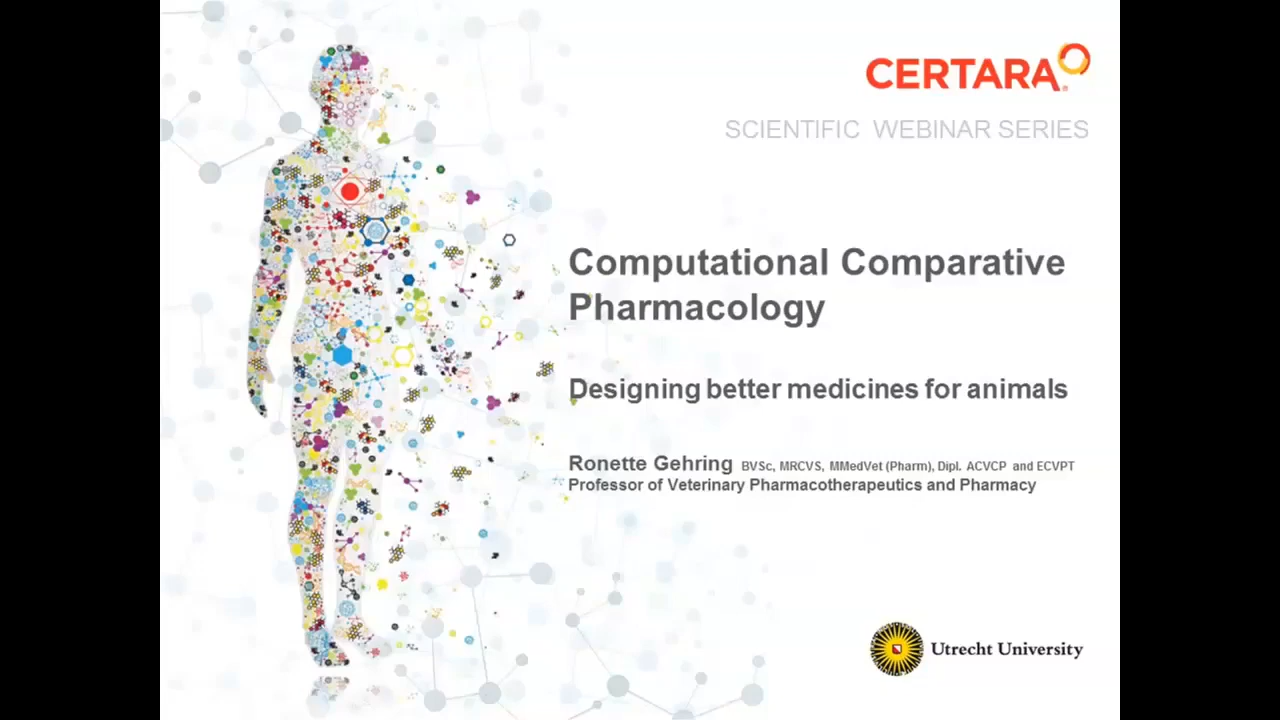 CERTARA
SCIENTIFIC WEBINAR SERIES
Computational Comparative
Pharmacology
Designing better medicines for animals
Ronette Gehring BVSc, MRCVS, MMedVet (Pharm), Dipl. ACVCP and ECVPT
Professor of Veterinary Pharmacotherapeutics and Pharmacy
Utrecht University